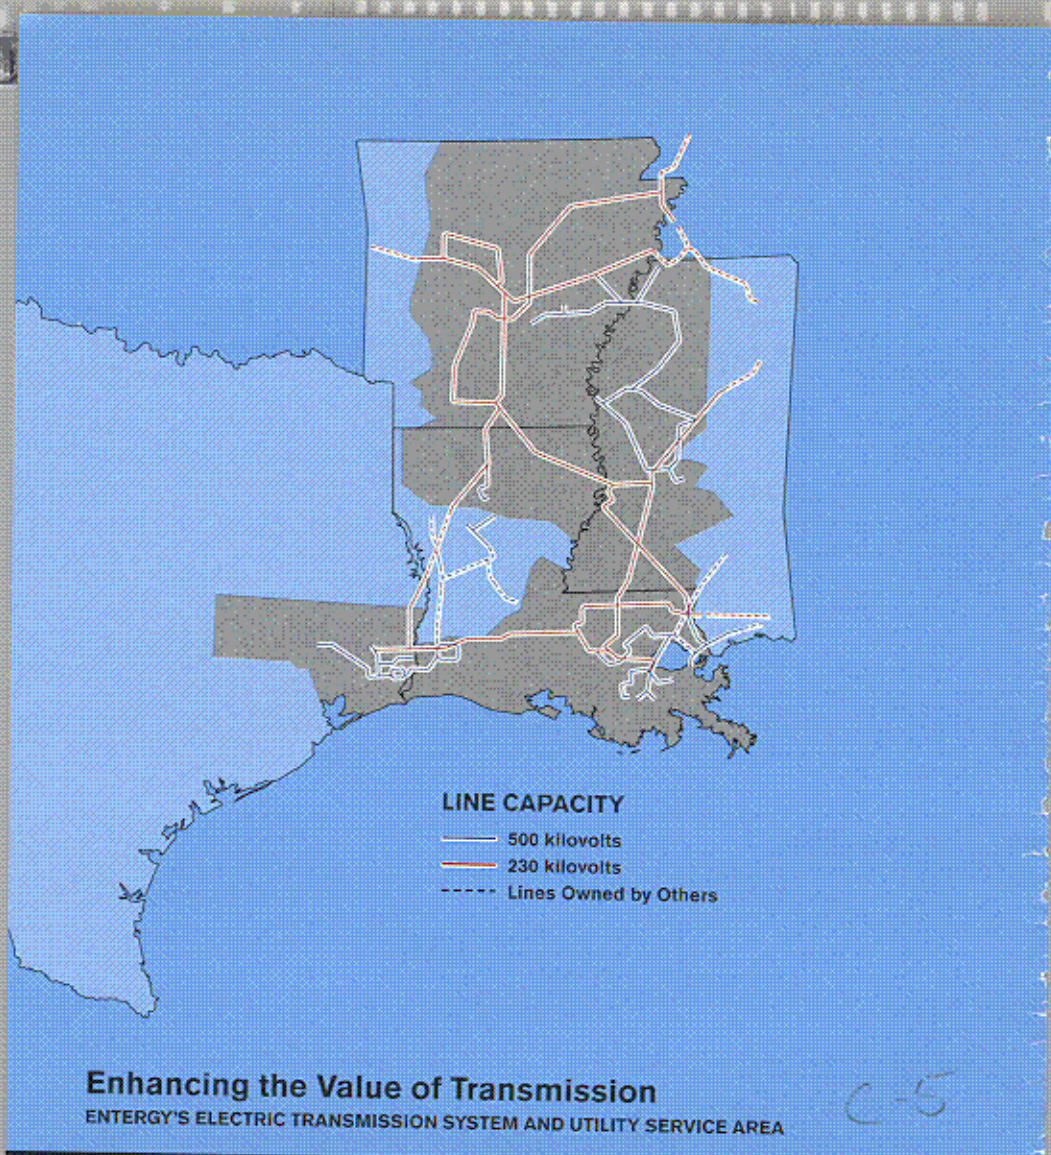 LINE CAPACITY
500 kilovolts
230 kilovolts
Lines Owned by Others
Enhancing the Value of Transmission
ENTERGY'S ELECTRIC TRANSMISSION SYSTEM AND UTILITY SERVICE AREA
C-5